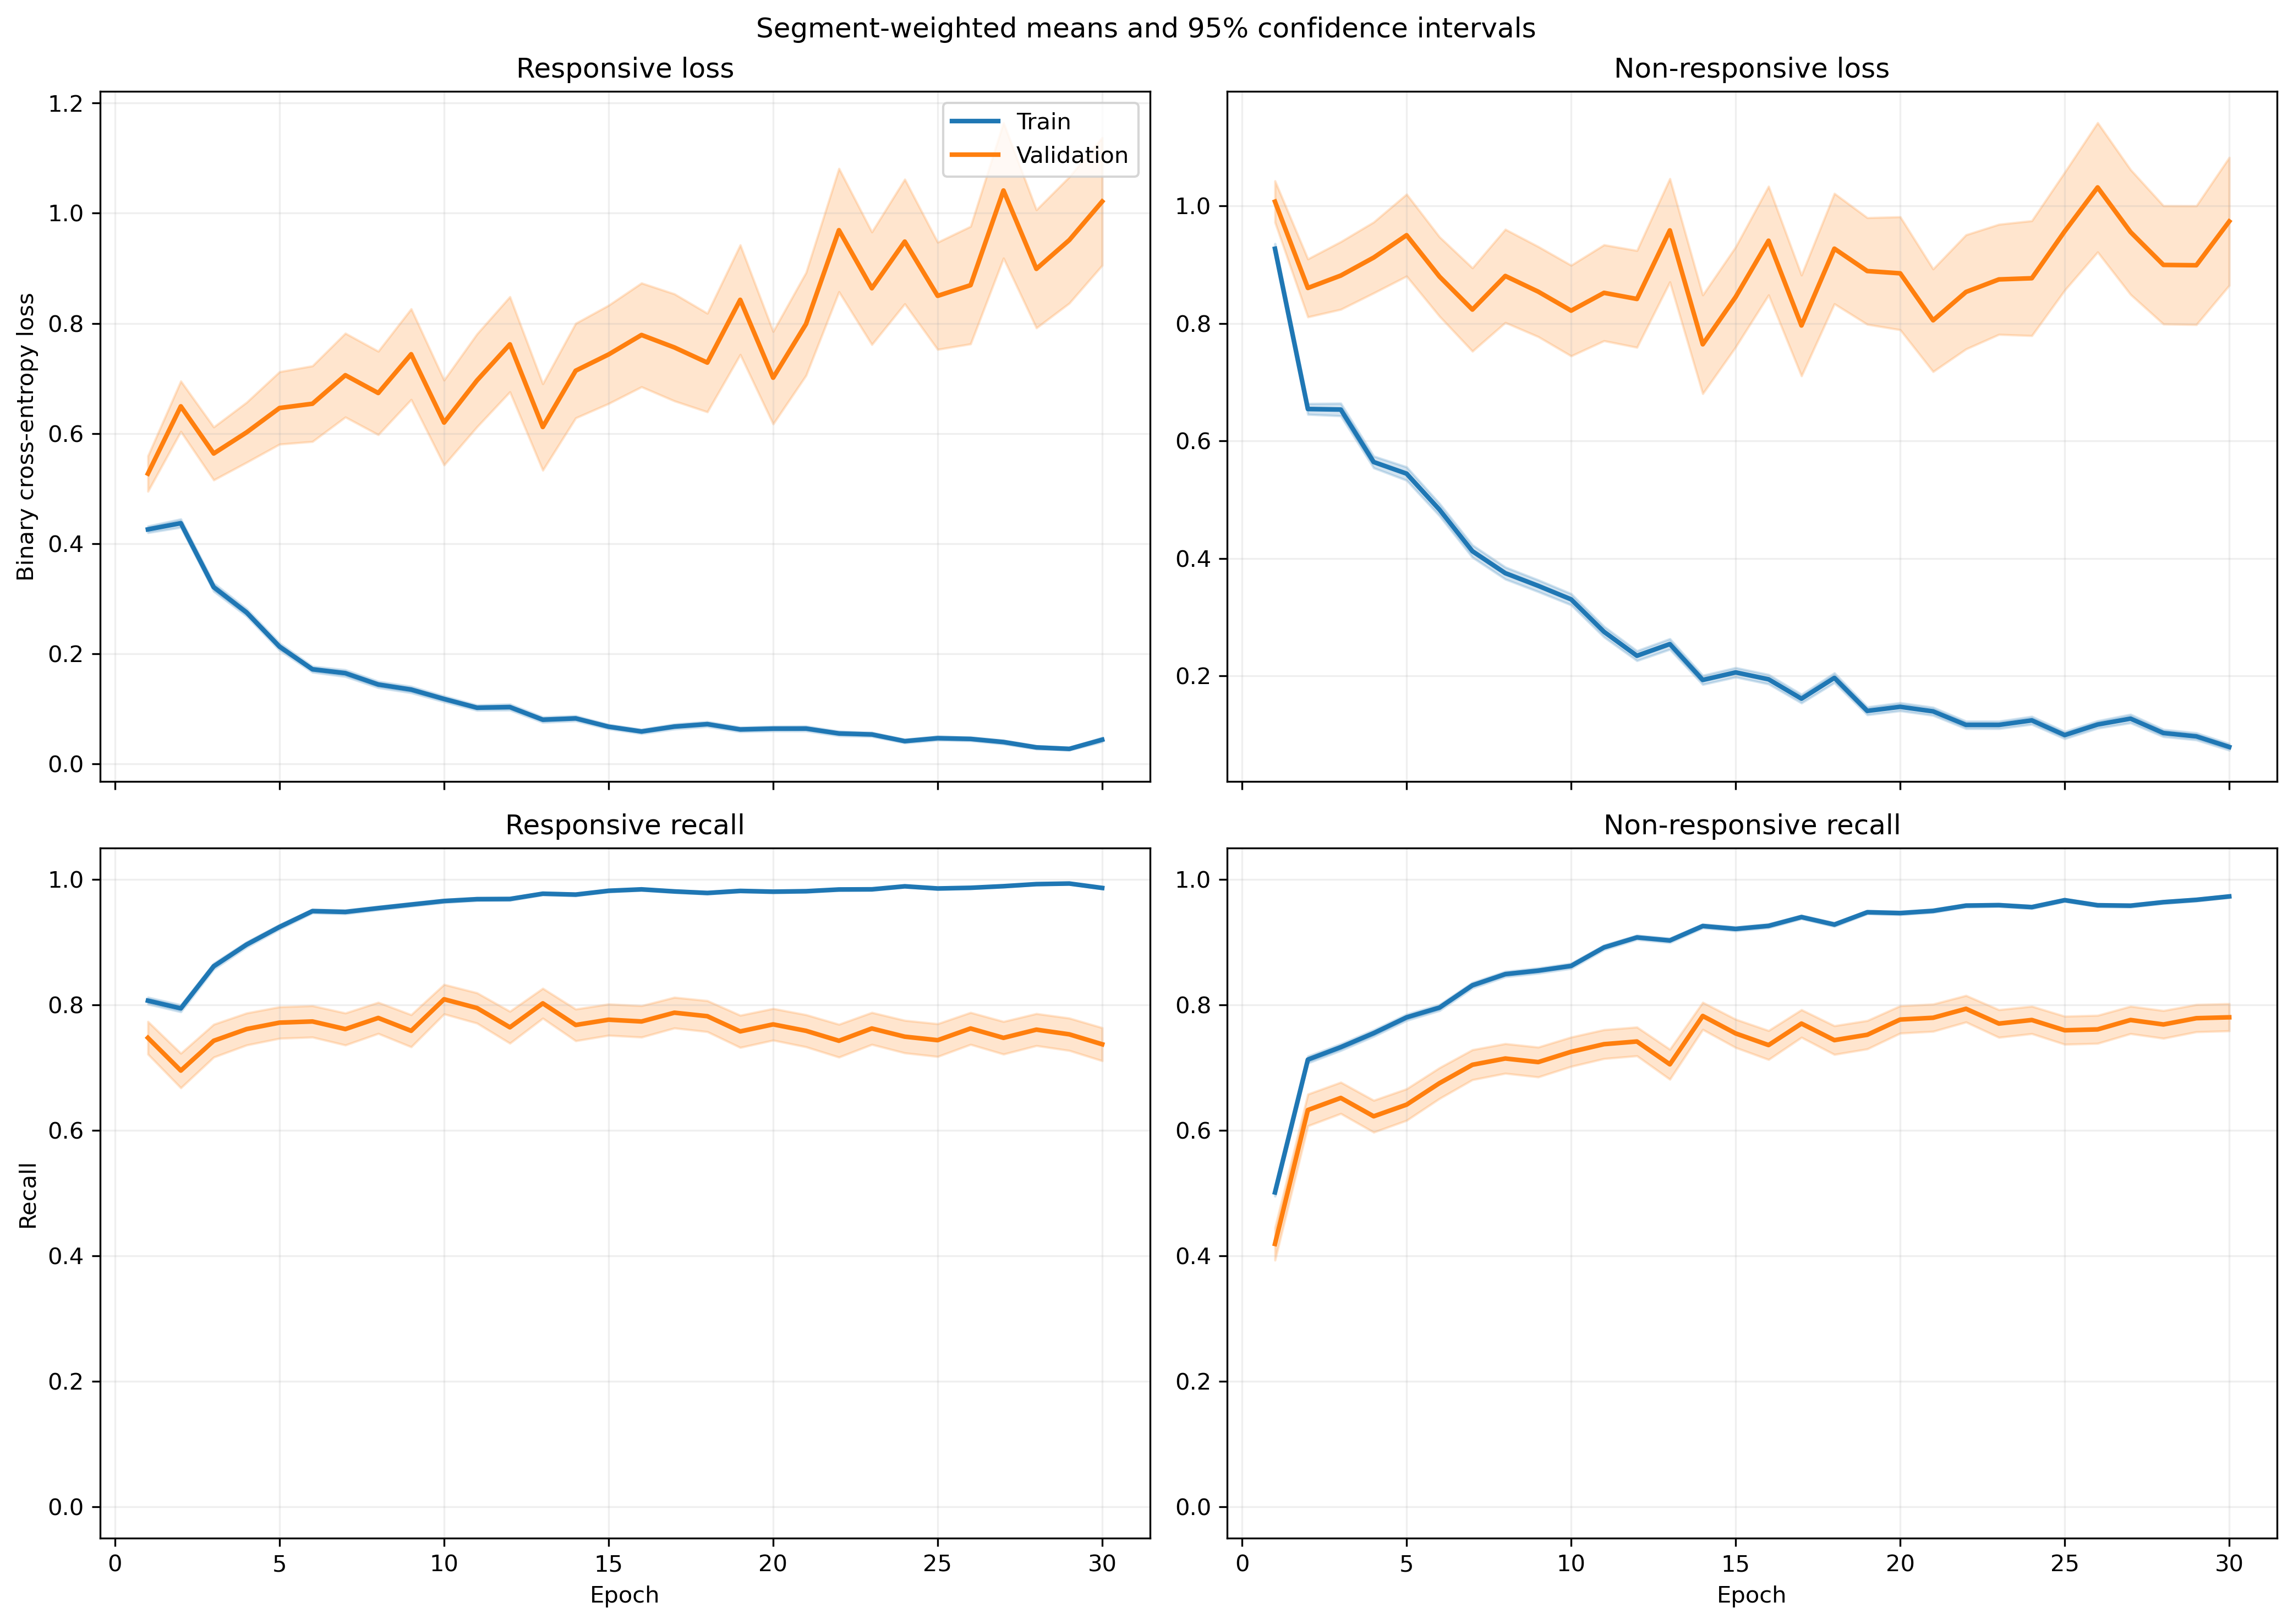 Segment-weighted means and 95% confidence intervals
Responsive loss
Non-responsive loss
Binary cross-entropy loss
1.2
1.0
0.8
0.6
0.4
0.2
0.0
Train
Validation
1.0
0.8
0.6
0.4
0.2
Responsive recall
Non-responsive recall
Recall
1.0
0.8
0.6
0.4
0.2
0.0
0 5 10 15 20 25 30
Epoch
1.0
0.8
0.6
0.4
0.2
0.0
0 5 10 15 20 25 30
Epoch